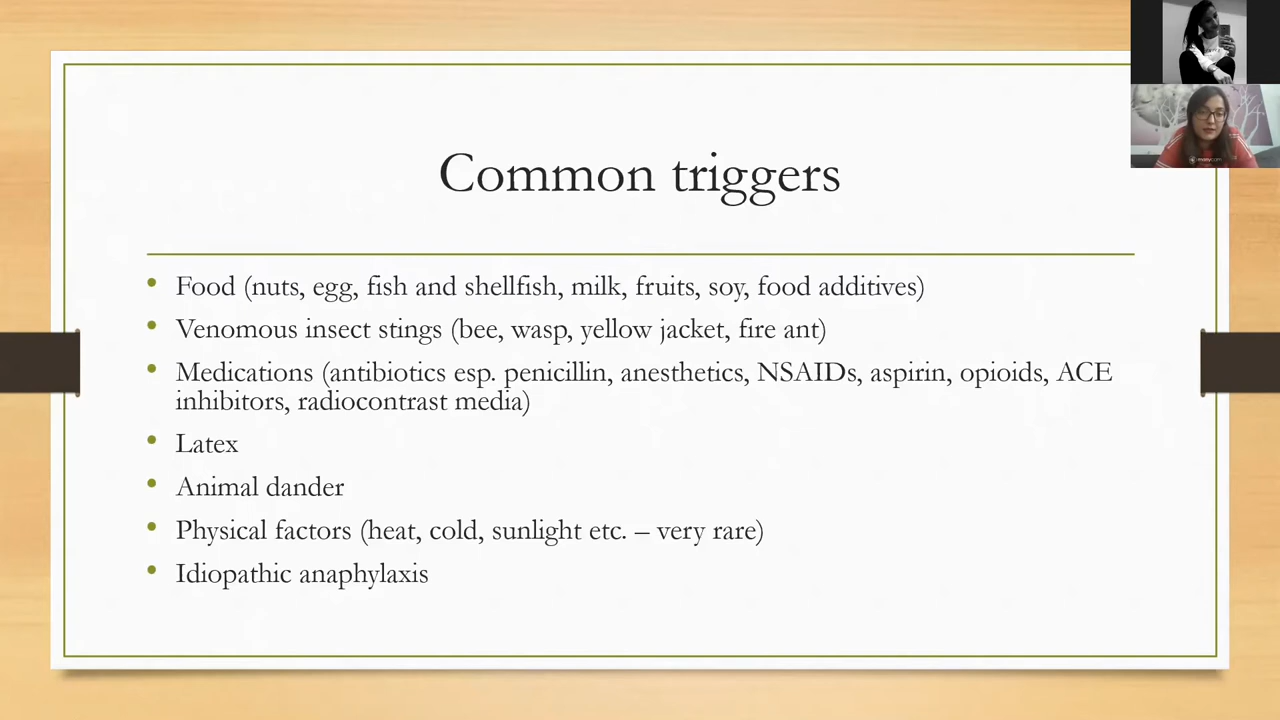 Common triggers
• Food (nuts, egg, fish and shellfish, milk, fruits, soy, food additives)
• Venomous insect stings (bee, wasp, yellow jacket, fire ant)
• Medications (antibiotics esp. penicillin, anesthetics, NSAIDs, aspirin, opioids, ACE
inhibitors, radiocontrast media)
• Latex
• Animal dander
• Physical factors (heat, cold, sunlight etc. – very rare)
• Idiopathic anaphylaxis